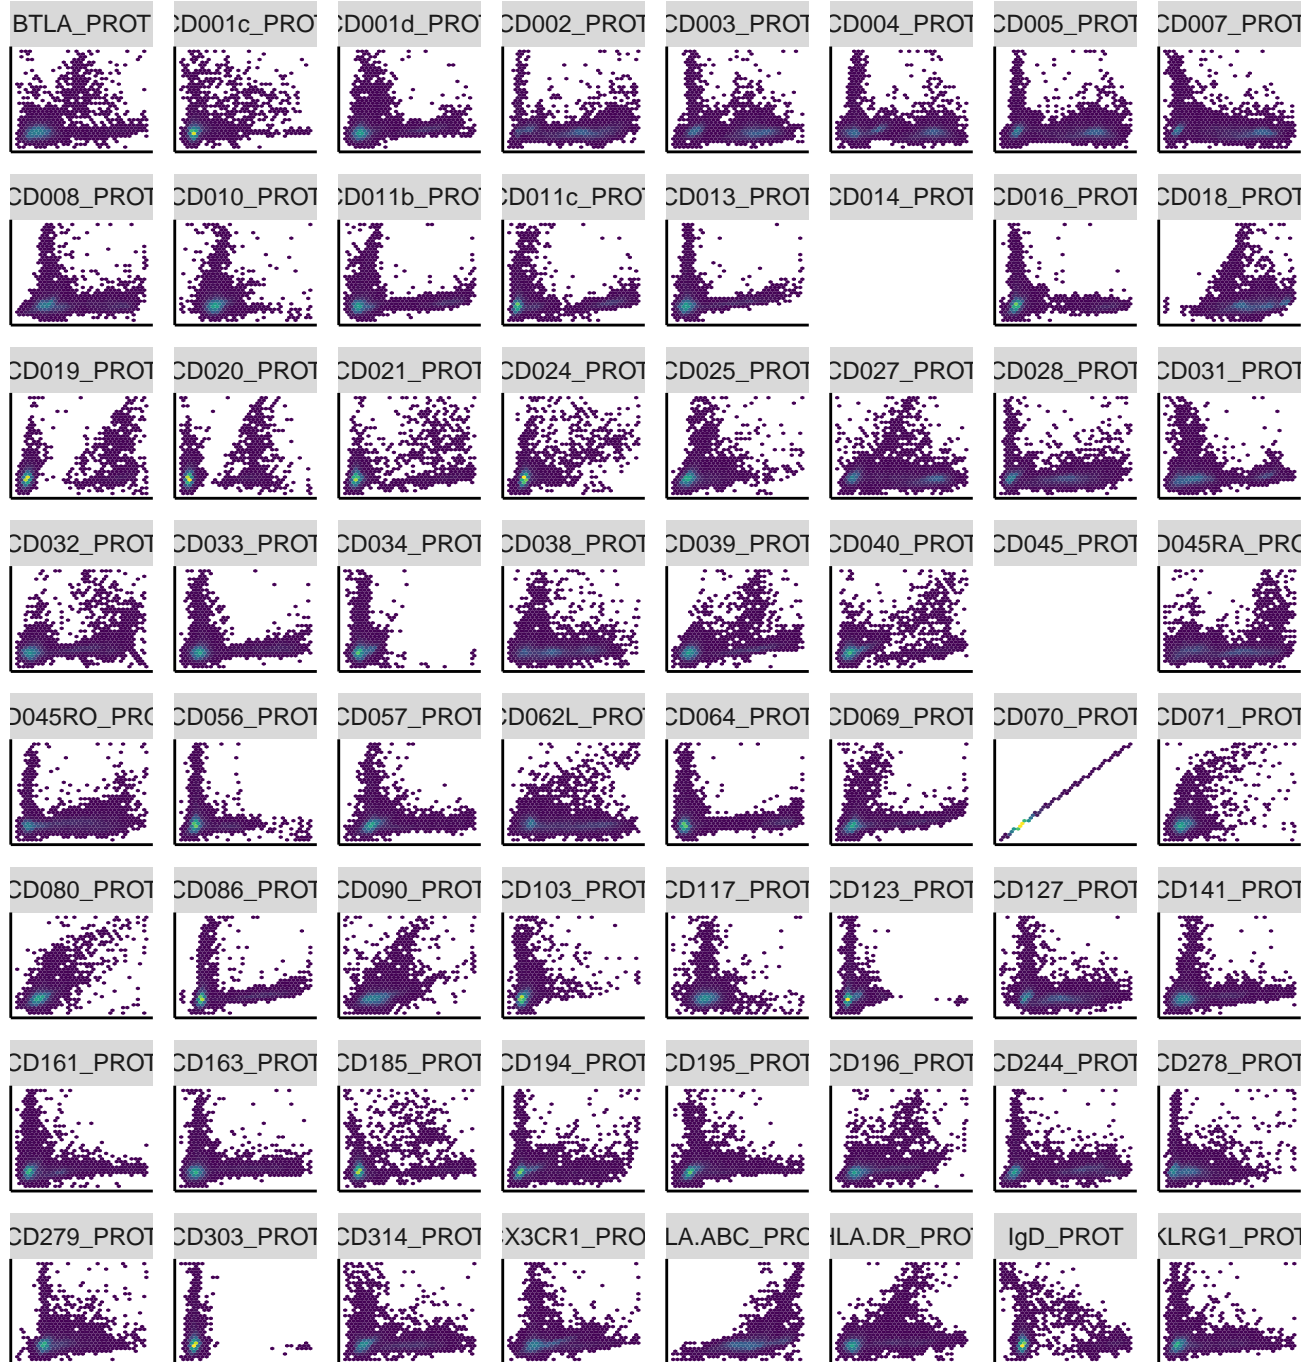 BTLA_PROT CD001c_PROT CD001d_PROT CD002_PROT CD003_PROT CD004_PROT CD005_PROT CD007_PROT
CD008_PROT CD010_PROT CD011b_PROT CD011c_PROT CD013_PROT CD014_PROT CD016_PROT CD018_PROT
CD019_PROT CD020_PROT CD021_PROT CD024_PROT CD025_PROT CD027_PROT CD028_PROT CD031_PROT
CD032_PROT CD033_PROT CD034_PROT CD038_PROT CD039_PROT CD040_PROT CD045_PROT D045RA_PRO
D045RO_PRO CD056_PROT CD057_PROT CD062L_PROT CD064_PROT CD069_PROT CD070_PROT CD071_PROT
CD080_PROT CD086_PROT CD090_PROT CD103_PROT CD117_PROT CD123_PROT CD127_PROT CD141_PROT
CD161_PROT CD163_PROT CD185_PROT CD194_PROT CD195_PROT CD196_PROT CD244_PROT CD278_PROT
CD279_PROT CD303_PROT CD314_PROT X3CR1_PRO LA.ABC_PRO HLA.DR_PROT IgD_PROT KLRG1_PROT